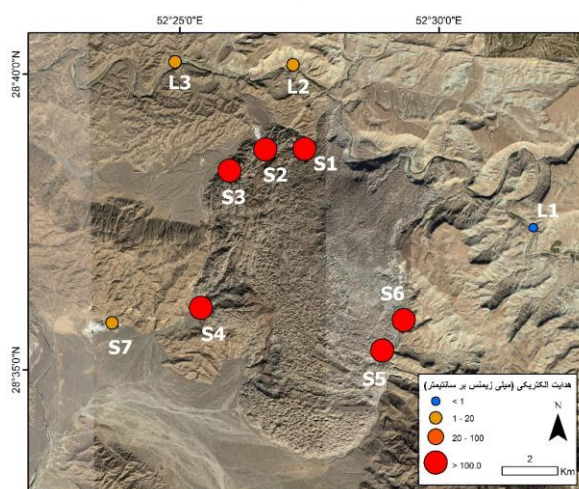 52°25'0"E
52°30'0"E
28°40'0"N
L3
L2
S2
S1
S3
L1
S6
S4
S7
S5
28°35'0"N
هدایت الکتریکی (میلی زیمنس بر سانتیمتر)
< 1
1 - 20
20 - 100
> 100.0
N
2
Km